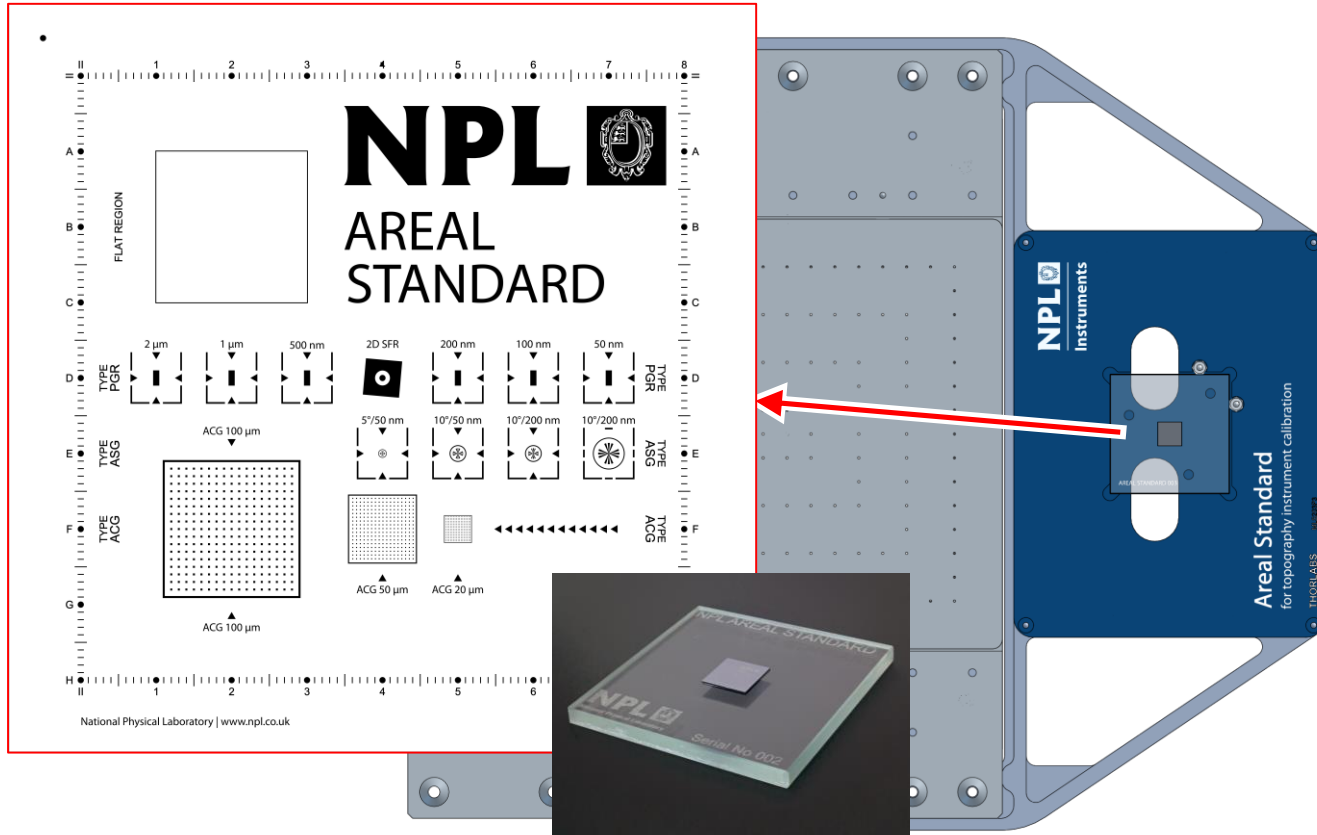 II 1 2 3 4 5 6 7 8
= =
A A
NPL
B B
FLAT REGION
AREAL
STANDARD
C C
2 µm 1 µm 500 nm 2D SFR 200 nm 100 nm 50 nm
D TYPE PGR TYPE PGR D
ACG 100 µm 5°/50 nm 10°/50 nm 10°/200 nm 10°/200 nm
E TYPE ASG TYPE ASG E
F TYPE ACG TYPE ACG F
ACG 50 µm ACG 20 µm
G
ACG 100 µm
H
II 1 2 3 4 5 6
National Physical Laboratory | www.npl.co.uk
NPL
Instruments
AREAL STANDARD
Areal Standard
for topography instrument calibration
THORLABS
NPL AREAL STANDARD
NPL
Serial No 002